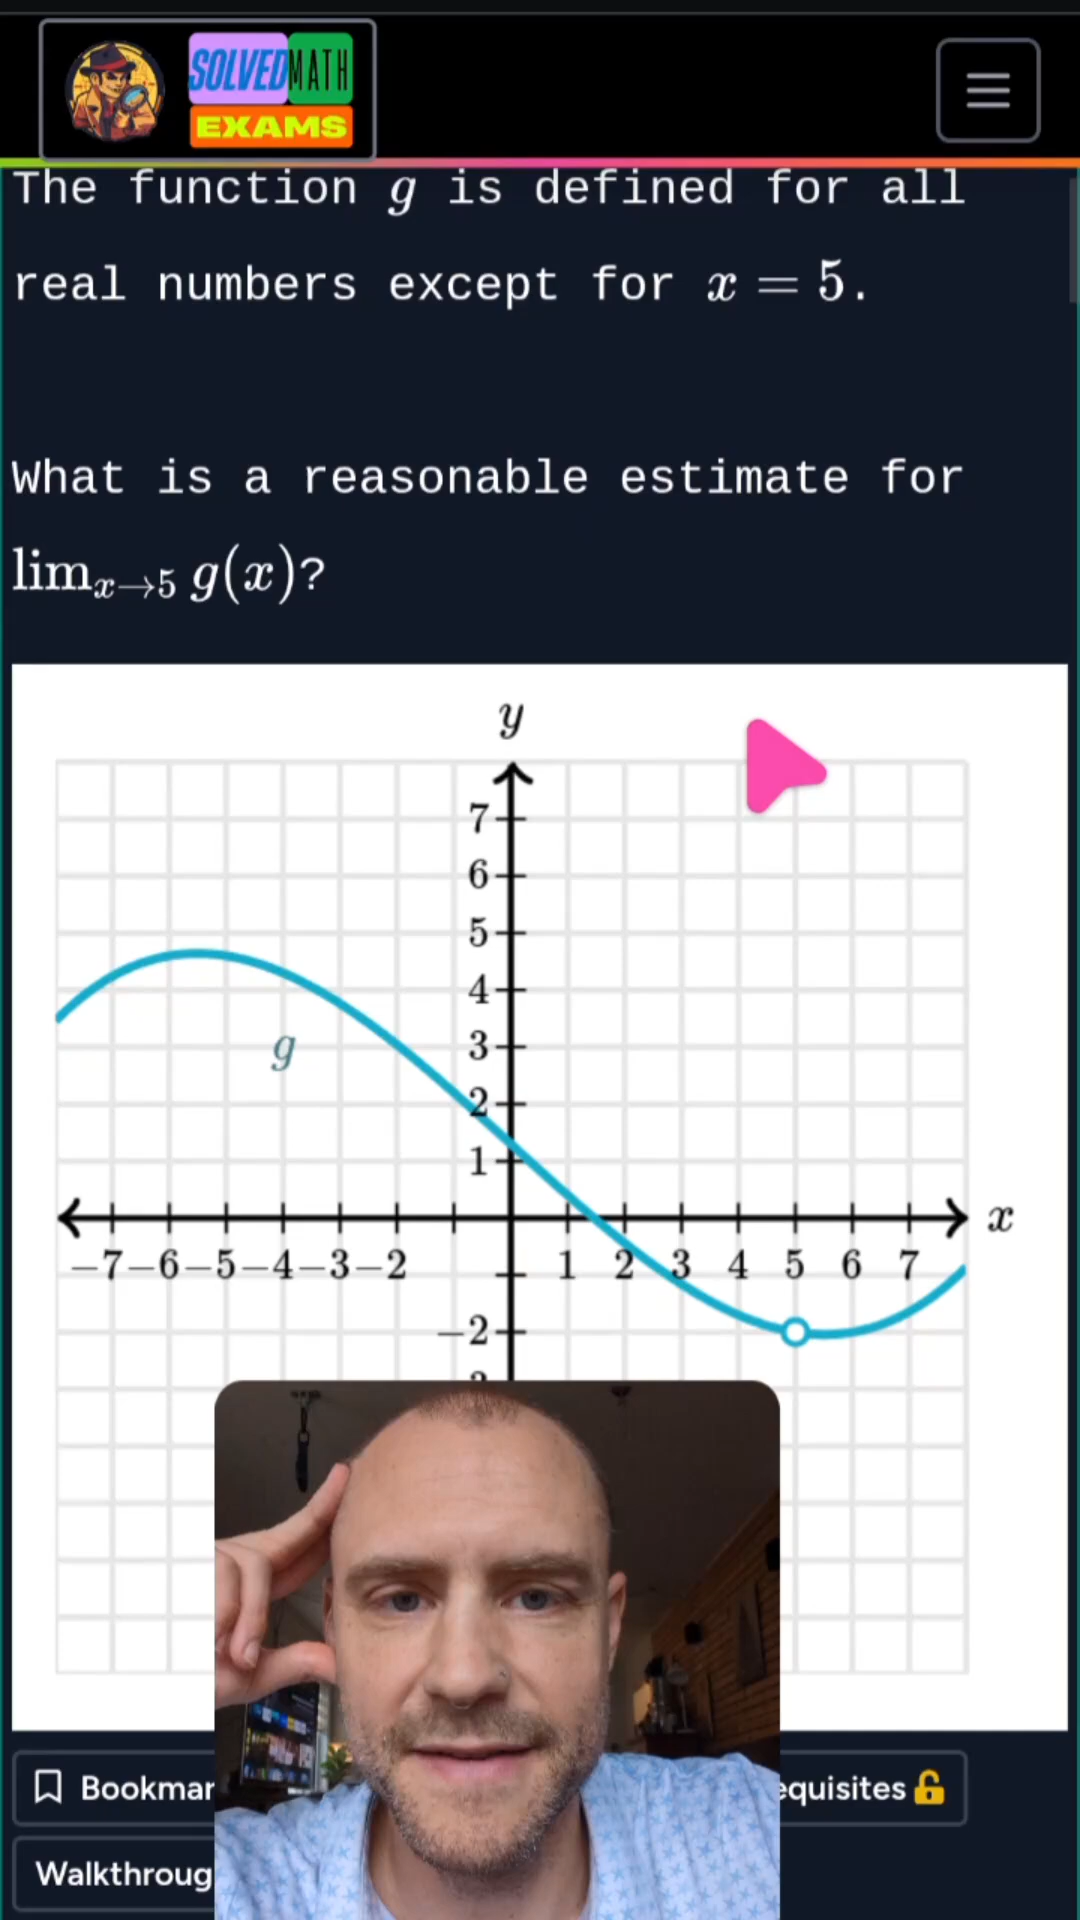 SOLVEDMATH
EXAMS
The function g is defined for all
real numbers except for x = 5.
What is a reasonable estimate for
lim_{x→5} g(x)?
y
7
6
5
4
3
g
2
1
x
−7 −6 −5 −4 −3 −2 1 2 3 4 5 6 7
−2
Bookmar
equisites
Walkthroug